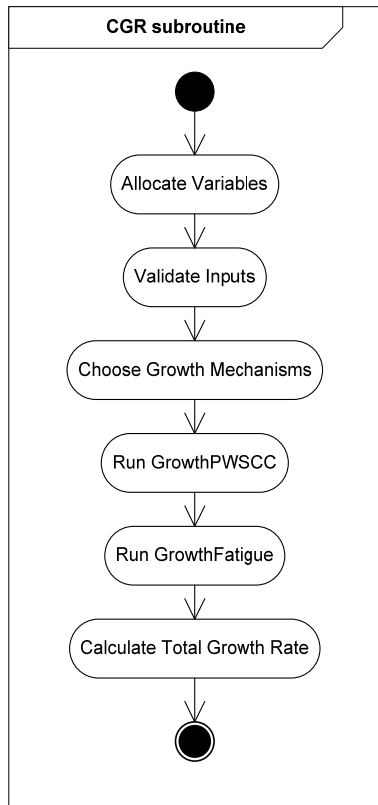 CGR subroutine
Allocate Variables
Validate Inputs
Choose Growth Mechanisms
Run GrowthPWSCC
Run GrowthFatigue
Calculate Total Growth Rate